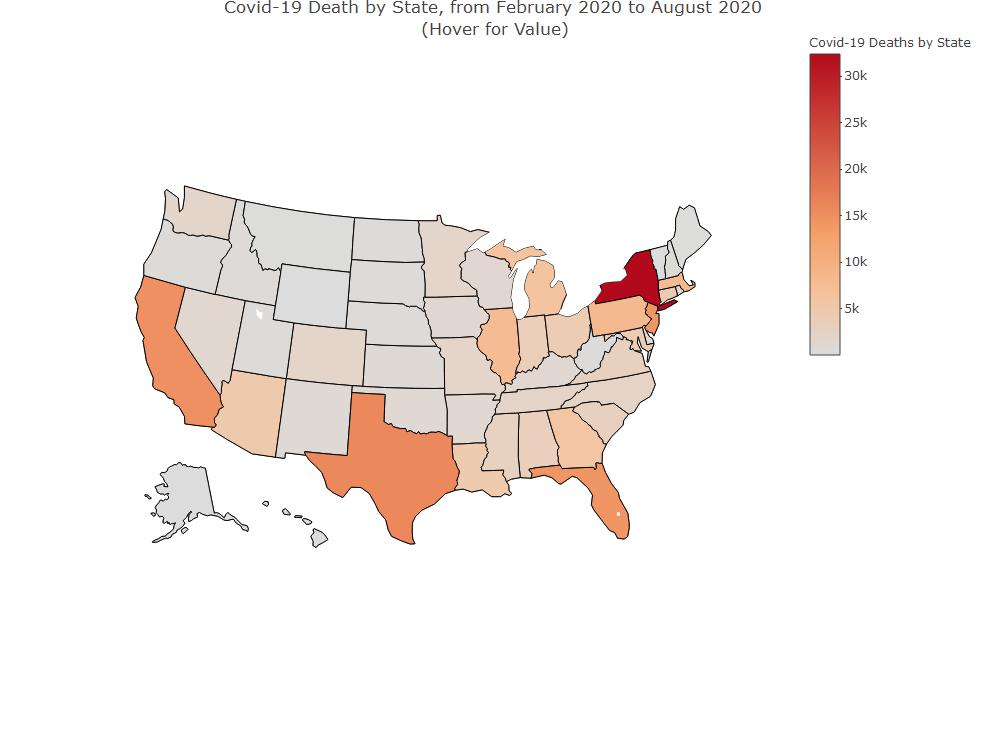 Covid-19 Death by State, from February 2020 to August 2020
(Hover for Value)
Covid-19 Deaths by State
30k
25k
20k
15k
10k
5k